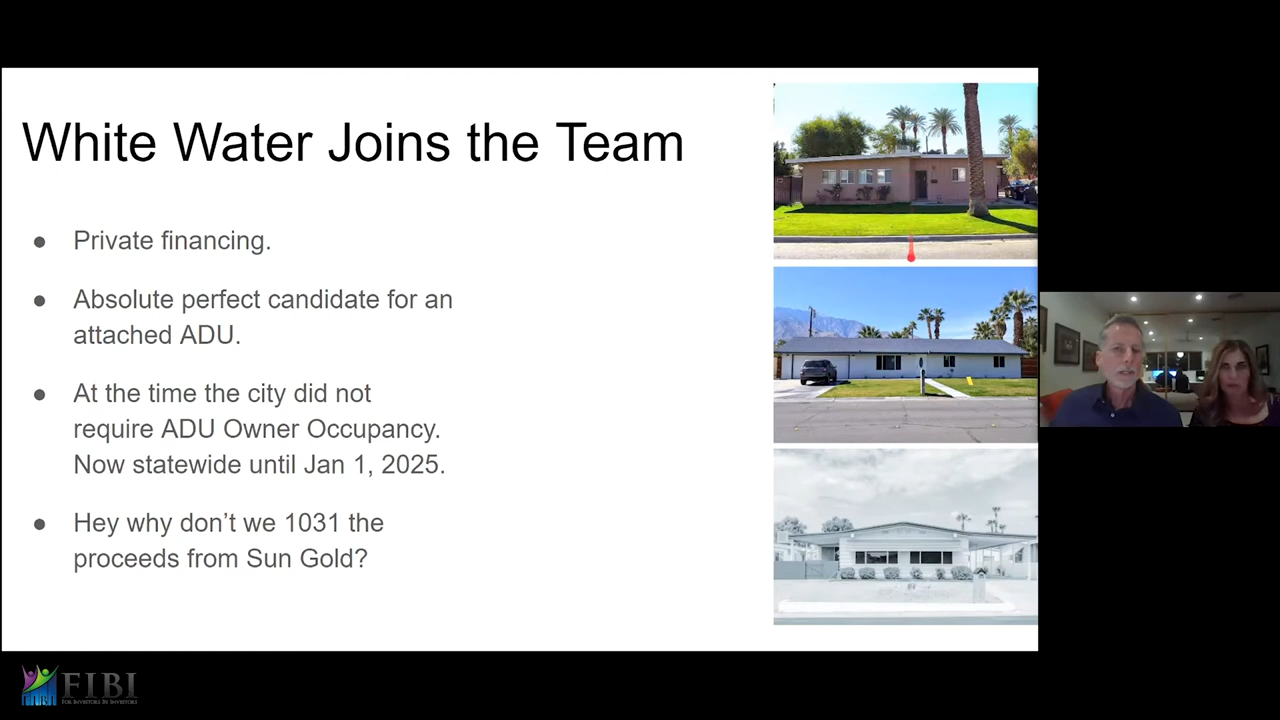 White Water Joins the Team
● Private financing.
● Absolute perfect candidate for an
attached ADU.
● At the time the city did not
require ADU Owner Occupancy.
Now statewide until Jan 1, 2025.
● Hey why don’t we 1031 the
proceeds from Sun Gold?
FIBI
FOR INVESTORS BY INVESTORS